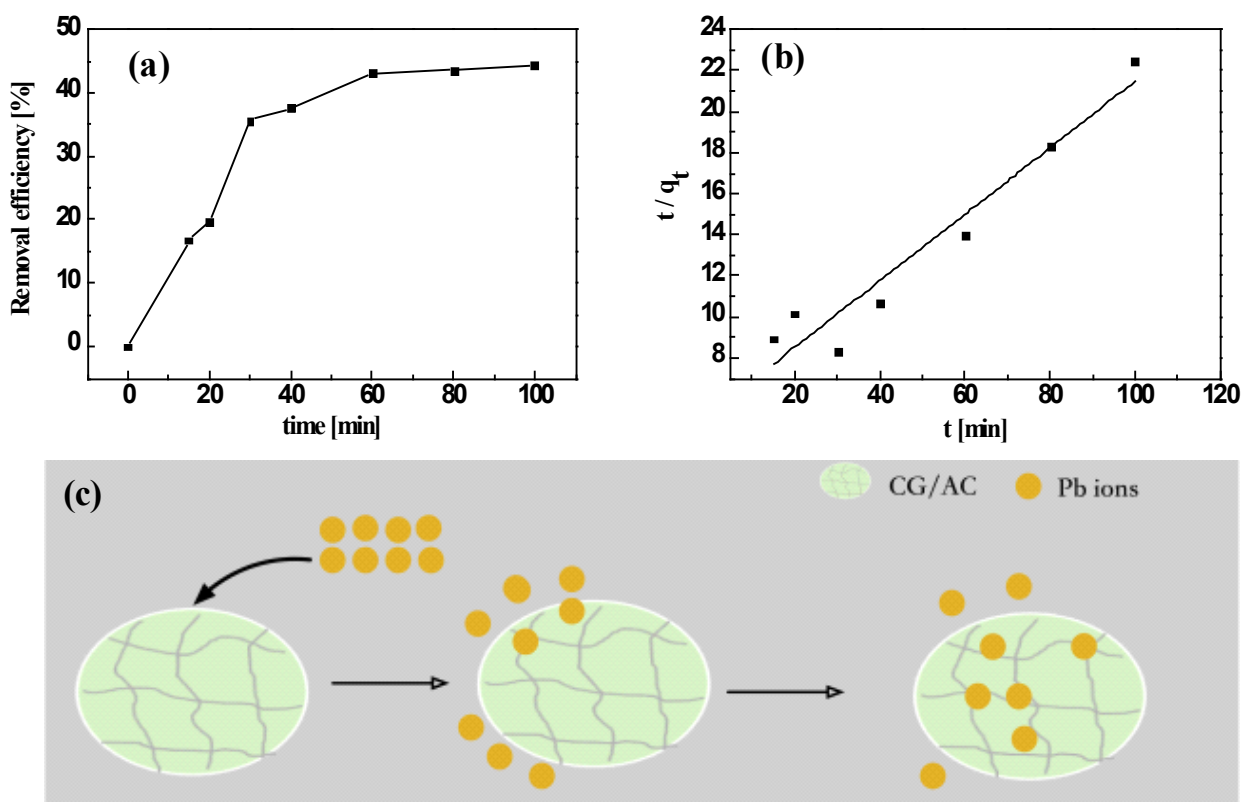 (a)
Removal efficiency [%]
50
40
30
20
10
0
0 20 40 60 80 100
time [min]
(b)
t / qt
24
22
20
18
16
14
12
10
8
20 40 60 80 100 120
t [min]
(c)
CG/AC Pb ions